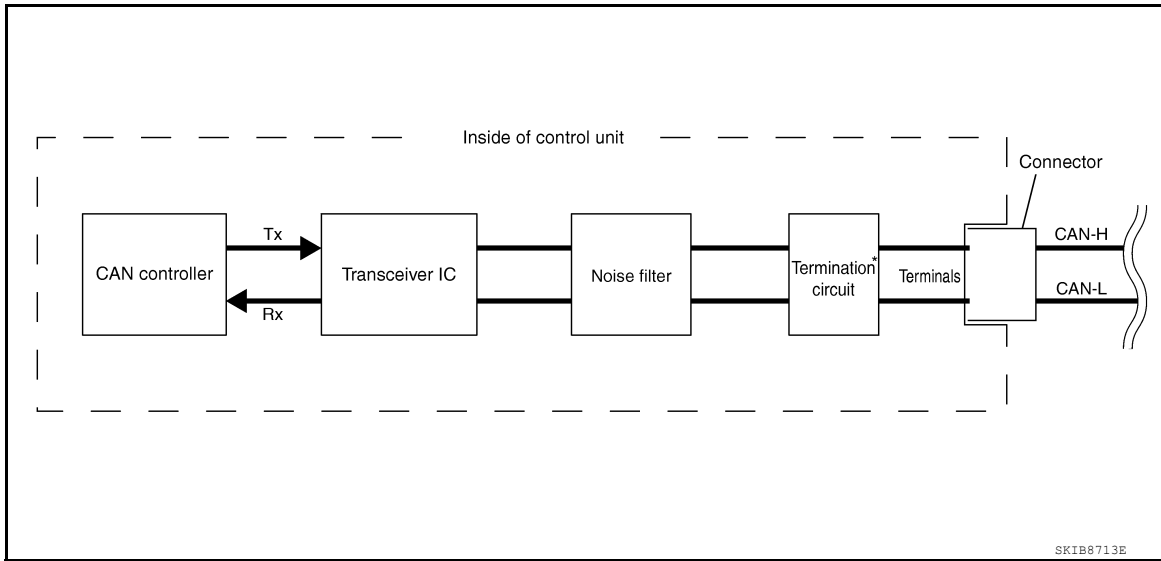 Inside of control unit
Connector
Tx
CAN-H
CAN controller
Transceiver IC
Noise filter
Termination*
circuit
Terminals
CAN-L
Rx
SKIB8713E